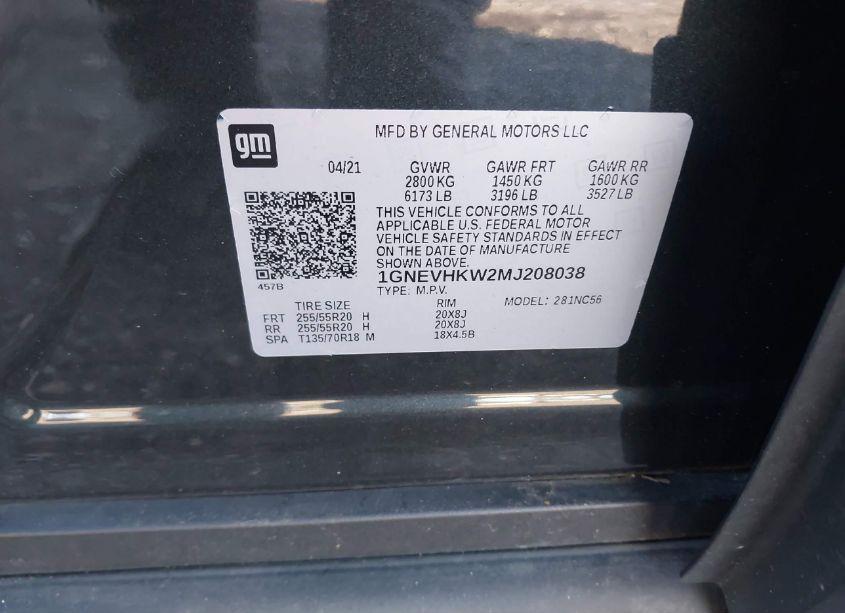 gm
MFD BY GENERAL MOTORS LLC
04/21 GVWR GAWR FRT GAWR RR
2800 KG 1450 KG 1600 KG
6173 LB 3196 LB 3527 LB
THIS VEHICLE CONFORMS TO ALL
APPLICABLE U.S. FEDERAL MOTOR
VEHICLE SAFETY STANDARDS IN EFFECT
ON THE DATE OF MANUFACTURE
SHOWN ABOVE.
457B
1GNEVHKW2MJ208038
TYPE: M.P.V. MODEL: 281NC56
TIRE SIZE RIM
FRT 255/55R20 H 20X8J
RR 255/55R20 H 20X8J
SPA T135/70R18 M 18X4.5B